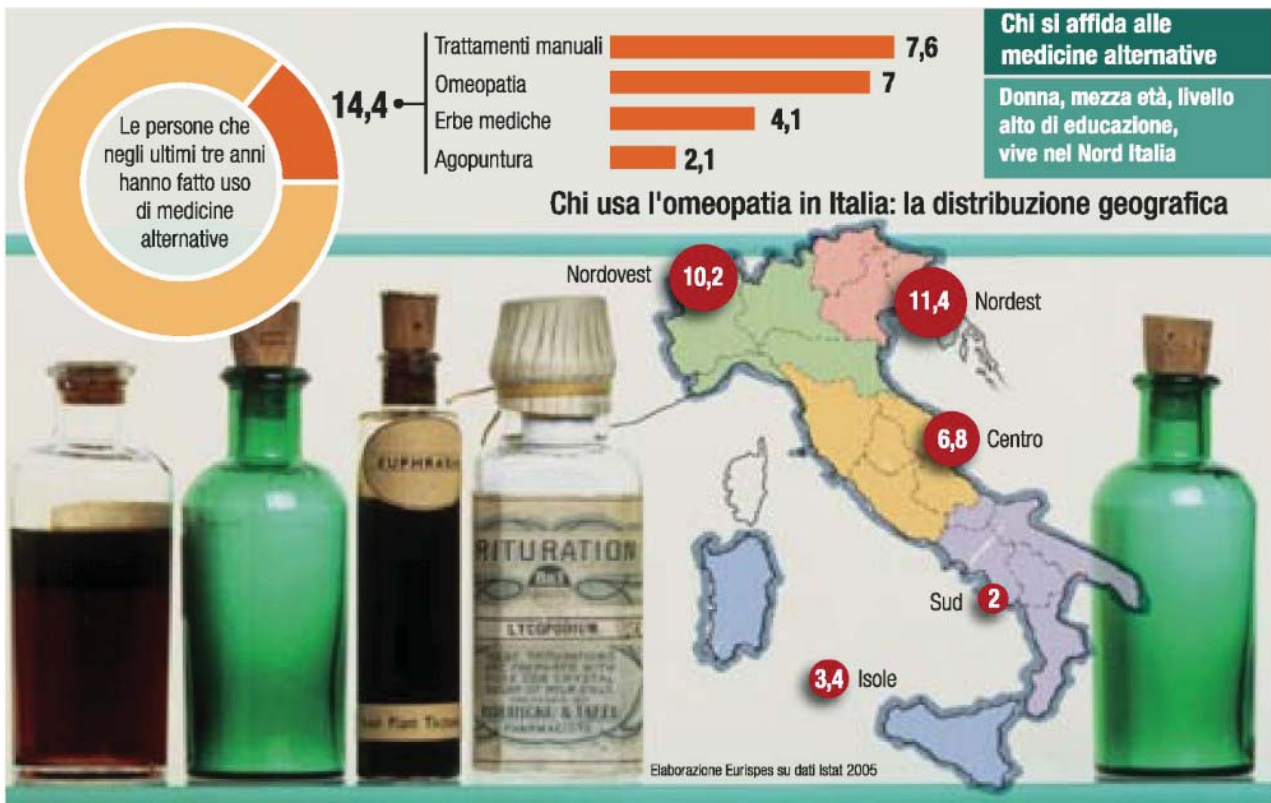 Le persone che
negli ultimi tre anni
hanno fatto uso
di medicine
alternative
14,4
Trattamenti manuali 7,6
Omeopatia 7
Erbe mediche 4,1
Agopuntura 2,1
Chi si affida alle
medicine alternative
Donna, mezza età, livello
alto di educazione,
vive nel Nord Italia
Chi usa l'omeopatia in Italia: la distribuzione geografica
Nordovest 10,2
11,4 Nordest
6,8 Centro
Sud 2
3,4 Isole
EUPHRAS
RITURATION
LYCOPODIUM
PREPARED WITH
Elaborazione Eurispes su dati Istat 2005